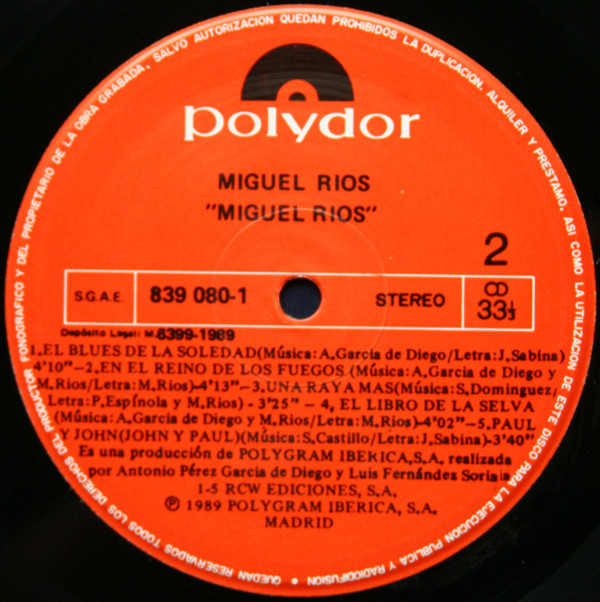 QUEDAN RESERVADOS TODOS LOS DERECHOS DEL PRODUCTOR FONOGRAFICO Y DEL PROPIETARIO DE LA OBRA GRABADA. SALVO AUTORIZACION QUEDAN PROHIBIDOS LA DUPLICACION, ALQUILER Y PRESTAMO, ASI COMO LA UTILIZACION DE ESTE DISCO PARA LA EJECUCION PUBLICA Y RADIODIFUSION •
polydor
MIGUEL RIOS
"MIGUEL RIOS"
2
S.G.A.E. 839 080-1 STEREO 33⅓
Depósito Legal: M.6399-1989
1.EL BLUES DE LA SOLEDAD(Música:A.García de Diego/Letra:J.Sabina)
4'10"-2.EN EL REINO DE LOS FUEGOS (Música:A.García de Diego y
M.Rios/Letra:M.Rios)-4'13"-3.UNA RAYA MAS(Música:S.Dominguez/
Letra:P.Espínola y M.Rios) - 3'25" - 4. EL LIBRO DE LA SELVA
(Música:A.García de Diego y M.Rios/Letra:M.Rios)-4'02"-5. PAUL
Y JOHN(JOHN Y PAUL)(Música:S.Castillo/Letra:J.Sabina)-3'40"
Es una producción de POLYGRAM IBERICA,S.A. realizada
por Antonio Pérez García de Diego y Luis Fernández Soria
1-5 RCW EDICIONES, S.A.
℗ 1989 POLYGRAM IBERICA, S.A.
MADRID